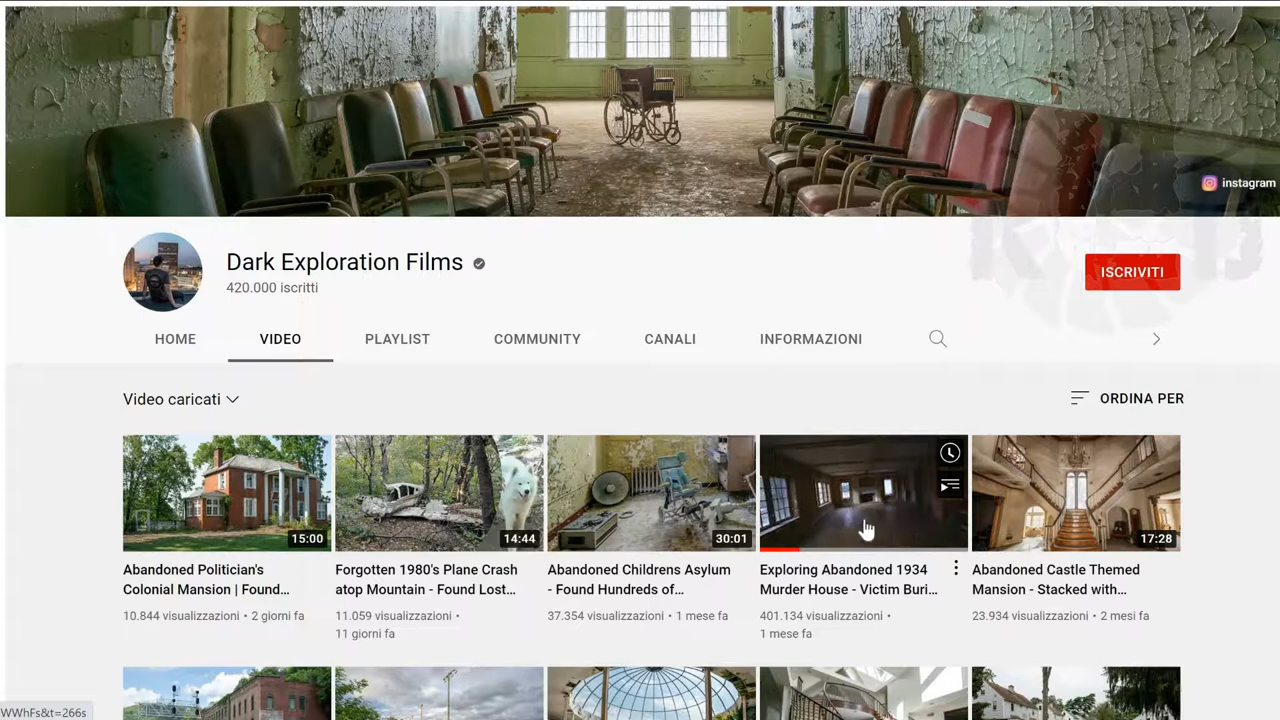 instagram
Dark Exploration Films
420.000 iscritti
ISCRIVITI
HOME
VIDEO
PLAYLIST
COMMUNITY
CANALI
INFORMAZIONI
Video caricati
ORDINA PER
15:00
14:44
30:01
17:28
Abandoned Politician's
Colonial Mansion | Found...
10.844 visualizzazioni • 2 giorni fa
Forgotten 1980's Plane Crash
atop Mountain - Found Lost...
11.059 visualizzazioni •
11 giorni fa
Abandoned Childrens Asylum
- Found Hundreds of...
37.354 visualizzazioni • 1 mese fa
Exploring Abandoned 1934
Murder House - Victim Buri...
401.134 visualizzazioni •
1 mese fa
Abandoned Castle Themed
Mansion - Stacked with...
23.934 visualizzazioni • 2 mesi fa
WWhFs&t=266s